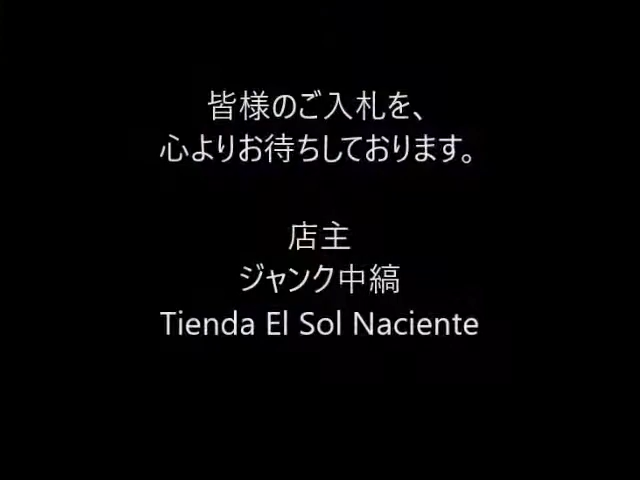 皆様のご入札を、
心よりお待ちしております。
店主
ジャンク中縞
Tienda El Sol Naciente